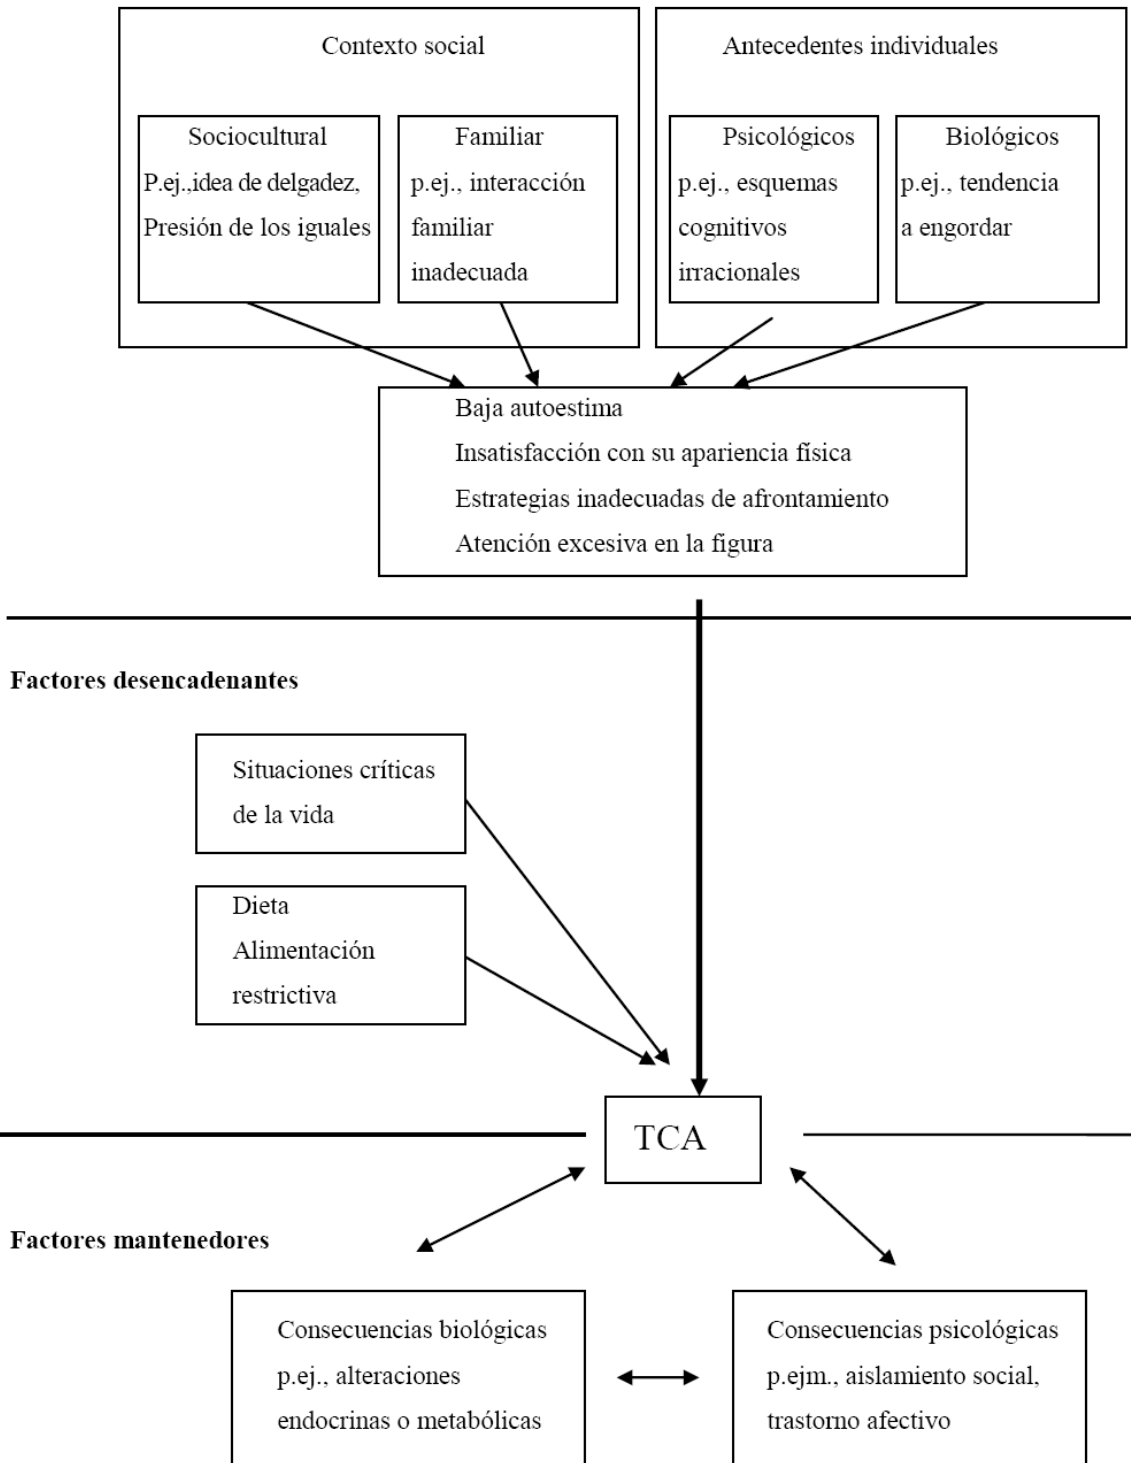 Contexto social
Antecedentes individuales
Sociocultural
P.ej.,idea de delgadez,
Presión de los iguales
Familiar
p.ej., interacción
familiar
inadecuada
Psicológicos
p.ej., esquemas
cognitivos
irracionales
Biológicos
p.ej., tendencia
a engordar
Baja autoestima
Insatisfacción con su apariencia física
Estrategias inadecuadas de afrontamiento
Atención excesiva en la figura
Factores desencadenantes
Situaciones críticas
de la vida
Dieta
Alimentación
restrictiva
TCA
Factores mantenedores
Consecuencias biológicas
p.ej., alteraciones
endocrinas o metabólicas
Consecuencias psicológicas
p.ejm., aislamiento social,
trastorno afectivo